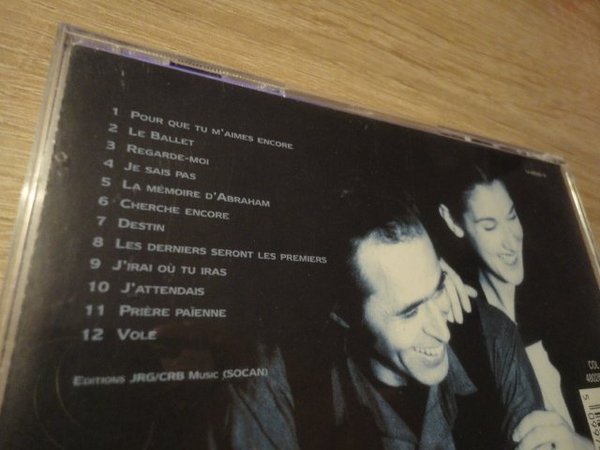 1 POUR QUE TU M'AIMES ENCORE
2 LE BALLET
3 REGARDE-MOI
4 JE SAIS PAS
5 LA MÉMOIRE D'ABRAHAM
6 CHERCHE ENCORE
7 DESTIN
8 LES DERNIERS SERONT LES PREMIERS
9 J'IRAI OÙ TU IRAS
10 J'ATTENDAIS
11 PRIÈRE PAÏENNE
12 VOLE
EDITIONS JRG/CRB MUSIC (SOCAN)
COL